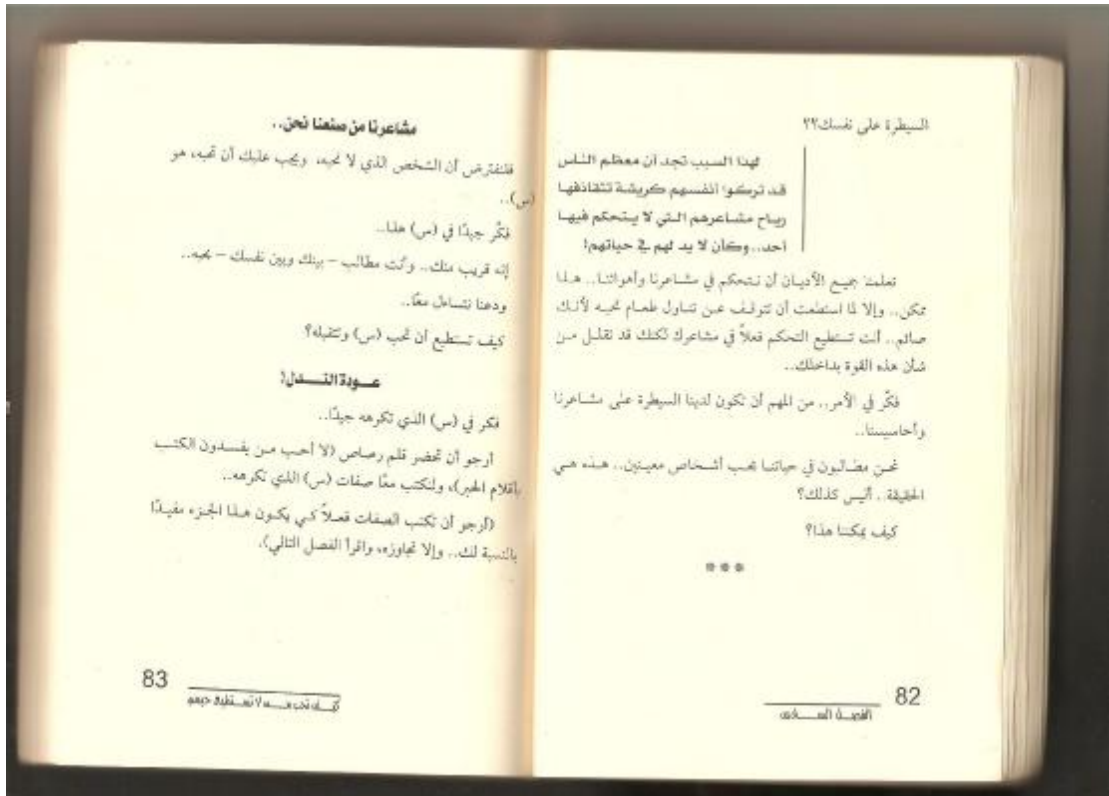 السيطرة على نفسك؟؟
لهذا السبب تجد أن معظم الناس
قد تركوا أنفسهم كريشة تتقاذفها
رياح مشاعرهم التي لا يتحكم فيها
أحد.. وكأن لا يد لهم في حياتهم!
تعلمنا جميع الأديان أن نتحكم في مشاعرنا وأهوائنا.. هذا
ممكن.. وإلا لما استطعت أن تتوقف عن تناول طعام تحبه لأنك
صائم.. أنت تستطيع التحكم فعلاً في مشاعرك لكنك قد تقلل من
شأن هذه القوة بداخلك..
فكّر في الأمر.. من المهم أن تكون لدينا السيطرة على مشاعرنا
وأحاسيسنا..
نحن مطالبون في حياتنا بحب أشخاص معينين.. هذه هي
الحقيقة.. أليس كذلك؟
كيف يمكننا هذا؟
***
82
الفصل السادس
مشاعرنا من صنعنا نحن..
فلنفترض أن الشخص الذي لا تحبه، ويجب عليك أن تحبه، هو
(س)..
فكّر جيدًا في (س) هذا..
إنه قريب منك.. وأنت مطالب – بينك وبين نفسك – بحبه..
ودعنا نتساءل معًا..
كيف تستطيع أن تحب (س) وتتقبله؟
عودة النذل!
فكر في (س) الذي تكرهه جيدًا..
أرجو أن تحضر قلم رصاص (لا أحب من يفسدون الكتب
بأقلام الحبر)، ولنكتب معًا صفات (س) الذي تكرهه..
(أرجو أن تكتب الصفات فعلاً كي يكون هذا الجزء مفيدًا
بالنسبة لك.. وإلا تجاوزه، واقرأ الفصل التالي).
83
كيف تحب من لا تستطيع حبهم